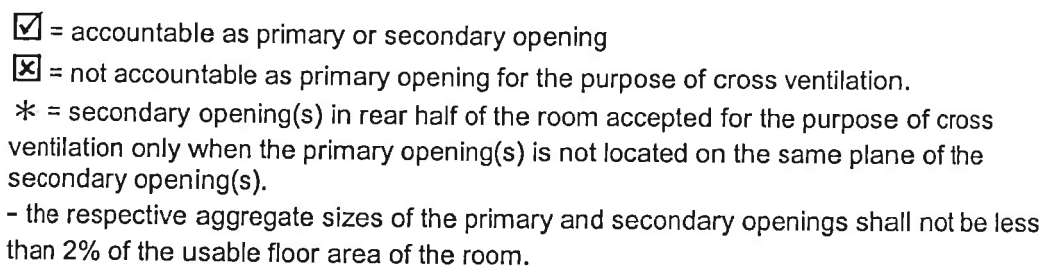 ☑ = accountable as primary or secondary opening
☒ = not accountable as primary opening for the purpose of cross ventilation.
* = secondary opening(s) in rear half of the room accepted for the purpose of cross
ventilation only when the primary opening(s) is not located on the same plane of the
secondary opening(s).
- the respective aggregate sizes of the primary and secondary openings shall not be less
than 2% of the usable floor area of the room.